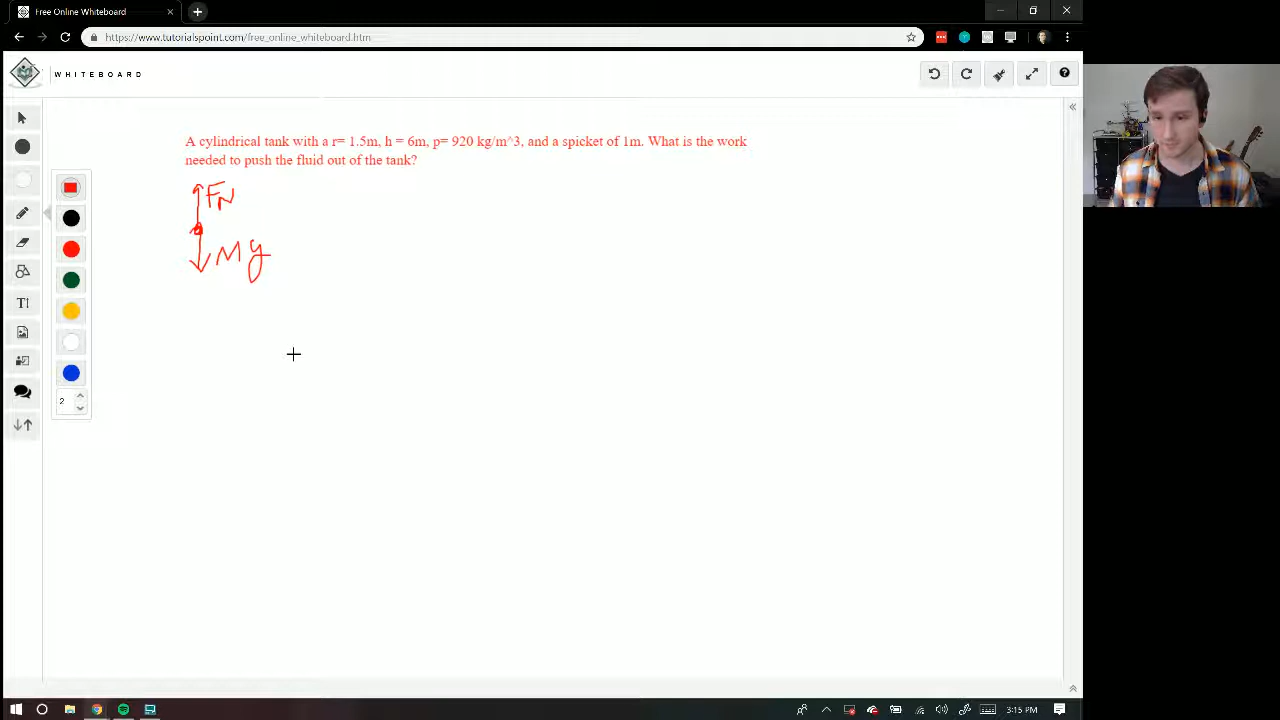 Free Online Whiteboard
https://www.tutorialspoint.com/free_online_whiteboard.htm
WHITEBOARD
A cylindrical tank with a r= 1.5m, h = 6m, p= 920 kg/m^3, and a spicket of 1m. What is the work
needed to push the fluid out of the tank?
FN
Mg
TI
2
3:15 PM